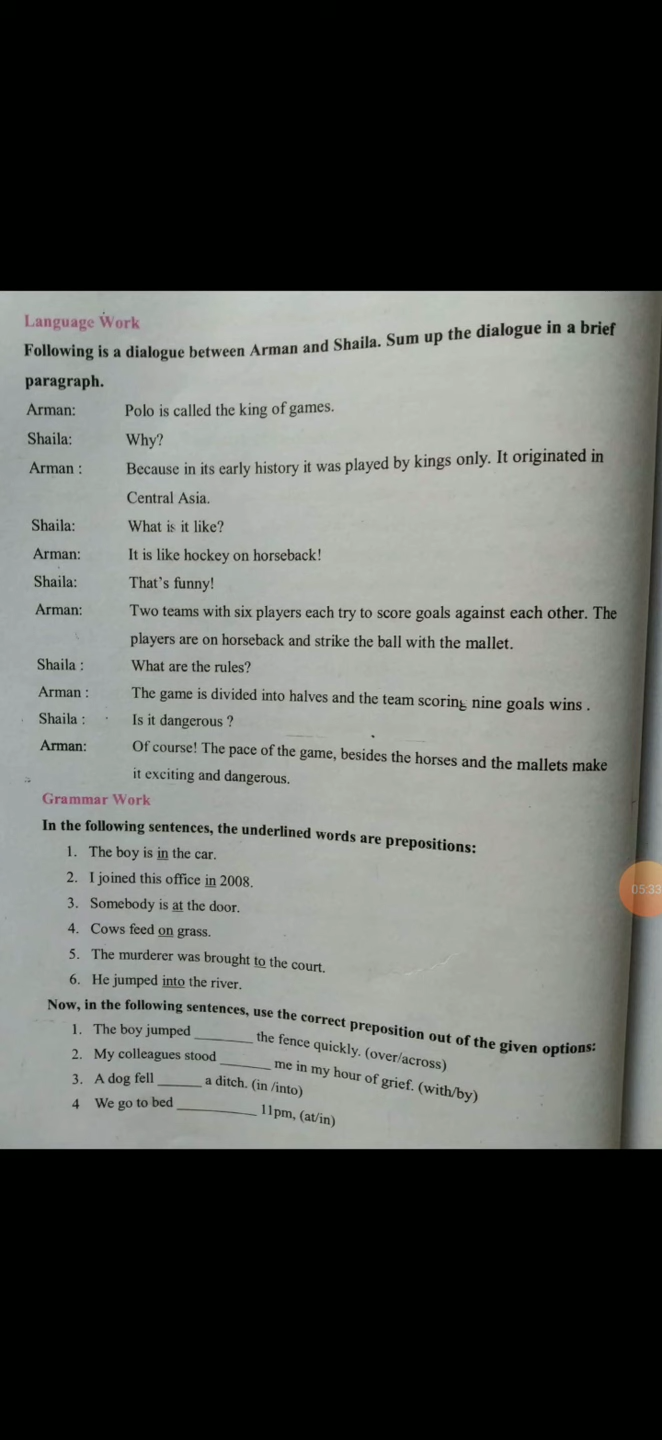 Language Work
Following is a dialogue between Arman and Shaila. Sum up the dialogue in a brief
paragraph.
Arman: Polo is called the king of games.
Shaila: Why?
Arman : Because in its early history it was played by kings only. It originated in
Central Asia.
Shaila: What is it like?
Arman: It is like hockey on horseback!
Shaila: That's funny!
Arman: Two teams with six players each try to score goals against each other. The
players are on horseback and strike the ball with the mallet.
Shaila : What are the rules?
Arman : The game is divided into halves and the team scoring nine goals wins .
Shaila : Is it dangerous ?
Arman: Of course! The pace of the game, besides the horses and the mallets make
it exciting and dangerous.
Grammar Work
In the following sentences, the underlined words are prepositions:
1. The boy is in the car.
2. I joined this office in 2008.
3. Somebody is at the door.
05:33
4. Cows feed on grass.
5. The murderer was brought to the court.
6. He jumped into the river.
Now, in the following sentences, use the correct preposition out of the given options:
1. The boy jumped ________ the fence quickly. (over/across)
2. My colleagues stood _______ me in my hour of grief. (with/by)
3. A dog fell ______ a ditch. (in /into)
4 We go to bed ___________ 11pm, (at/in)